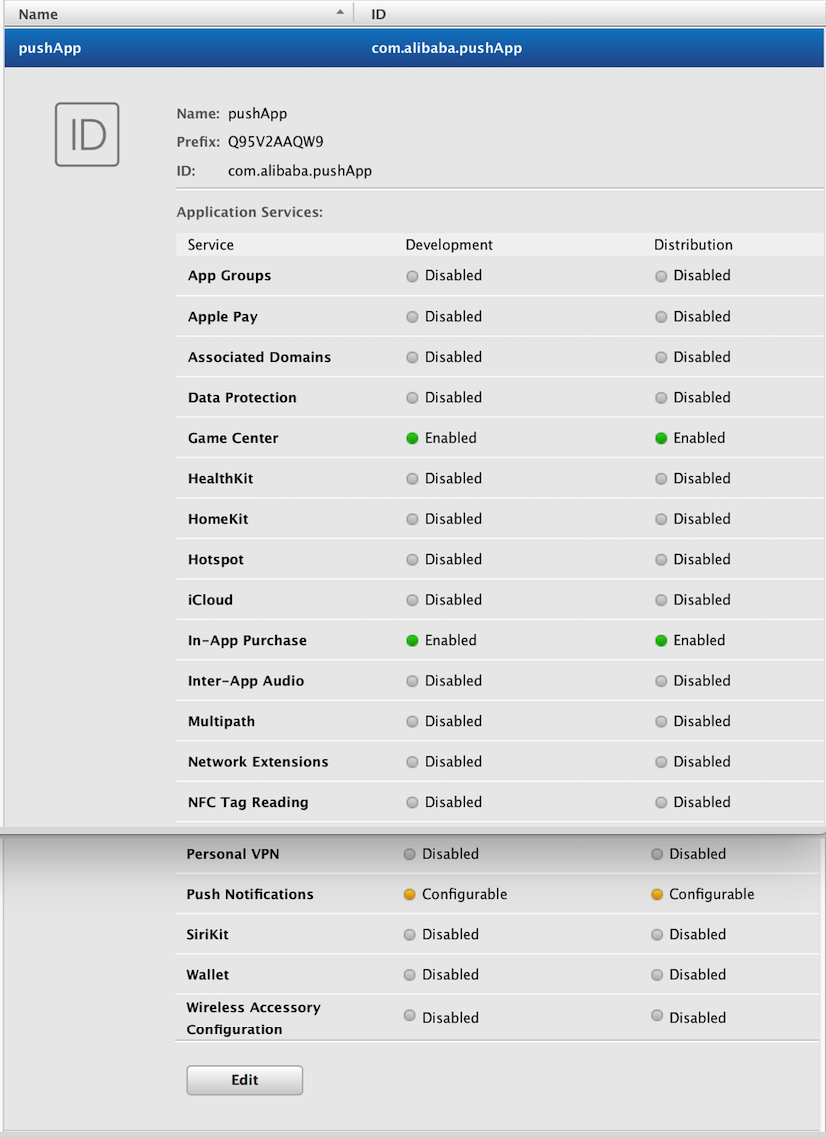 Name ID
pushApp com.alibaba.pushApp
ID
Name: pushApp
Prefix: Q95V2AAQW9
ID: com.alibaba.pushApp
Application Services:
Service Development Distribution
App Groups Disabled Disabled
Apple Pay Disabled Disabled
Associated Domains Disabled Disabled
Data Protection Disabled Disabled
Game Center Enabled Enabled
HealthKit Disabled Disabled
HomeKit Disabled Disabled
Hotspot Disabled Disabled
iCloud Disabled Disabled
In-App Purchase Enabled Enabled
Inter-App Audio Disabled Disabled
Multipath Disabled Disabled
Network Extensions Disabled Disabled
NFC Tag Reading Disabled Disabled
Personal VPN Disabled Disabled
Push Notifications Configurable Configurable
SiriKit Disabled Disabled
Wallet Disabled Disabled
Wireless Accessory
Configuration Disabled Disabled
Edit